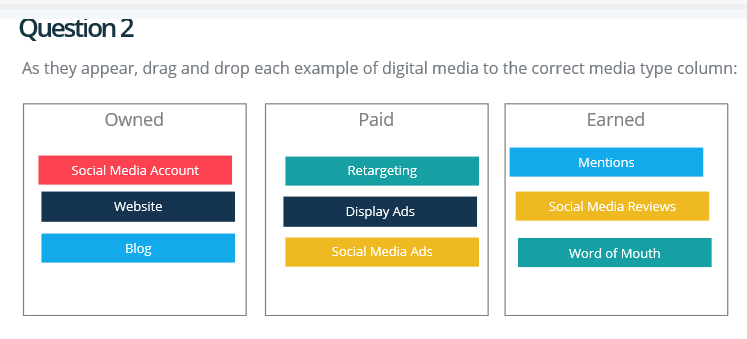 Question 2
As they appear, drag and drop each example of digital media to the correct media type column:
Owned
Social Media Account
Website
Blog
Paid
Retargeting
Display Ads
Social Media Ads
Earned
Mentions
Social Media Reviews
Word of Mouth